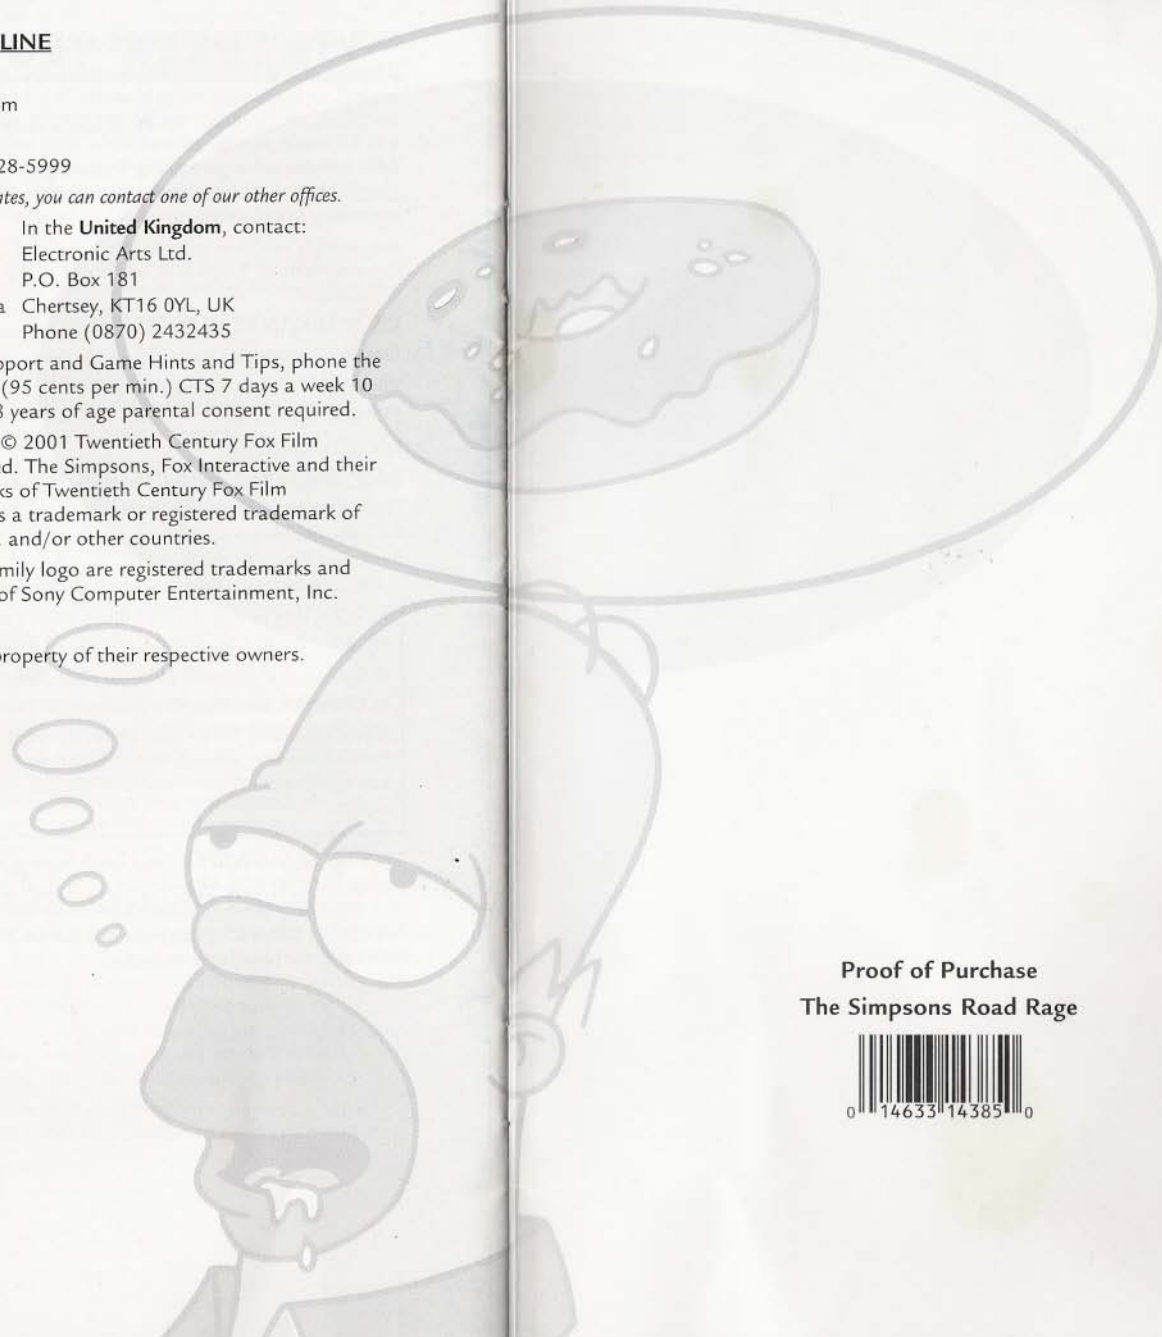 LINE
m
28-5999
ites, you can contact one of our other offices.
In the United Kingdom, contact:
Electronic Arts Ltd.
P.O. Box 181
a Chertsey, KT16 0YL, UK
Phone (0870) 2432435
pport and Game Hints and Tips, phone the
(95 cents per min.) CTS 7 days a week 10
8 years of age parental consent required.
© 2001 Twentieth Century Fox Film
d. The Simpsons, Fox Interactive and their
ks of Twentieth Century Fox Film
s a trademark or registered trademark of
. and/or other countries.
mily logo are registered trademarks and
of Sony Computer Entertainment, Inc.
property of their respective owners.
Proof of Purchase
The Simpsons Road Rage
0 14633 14385 0